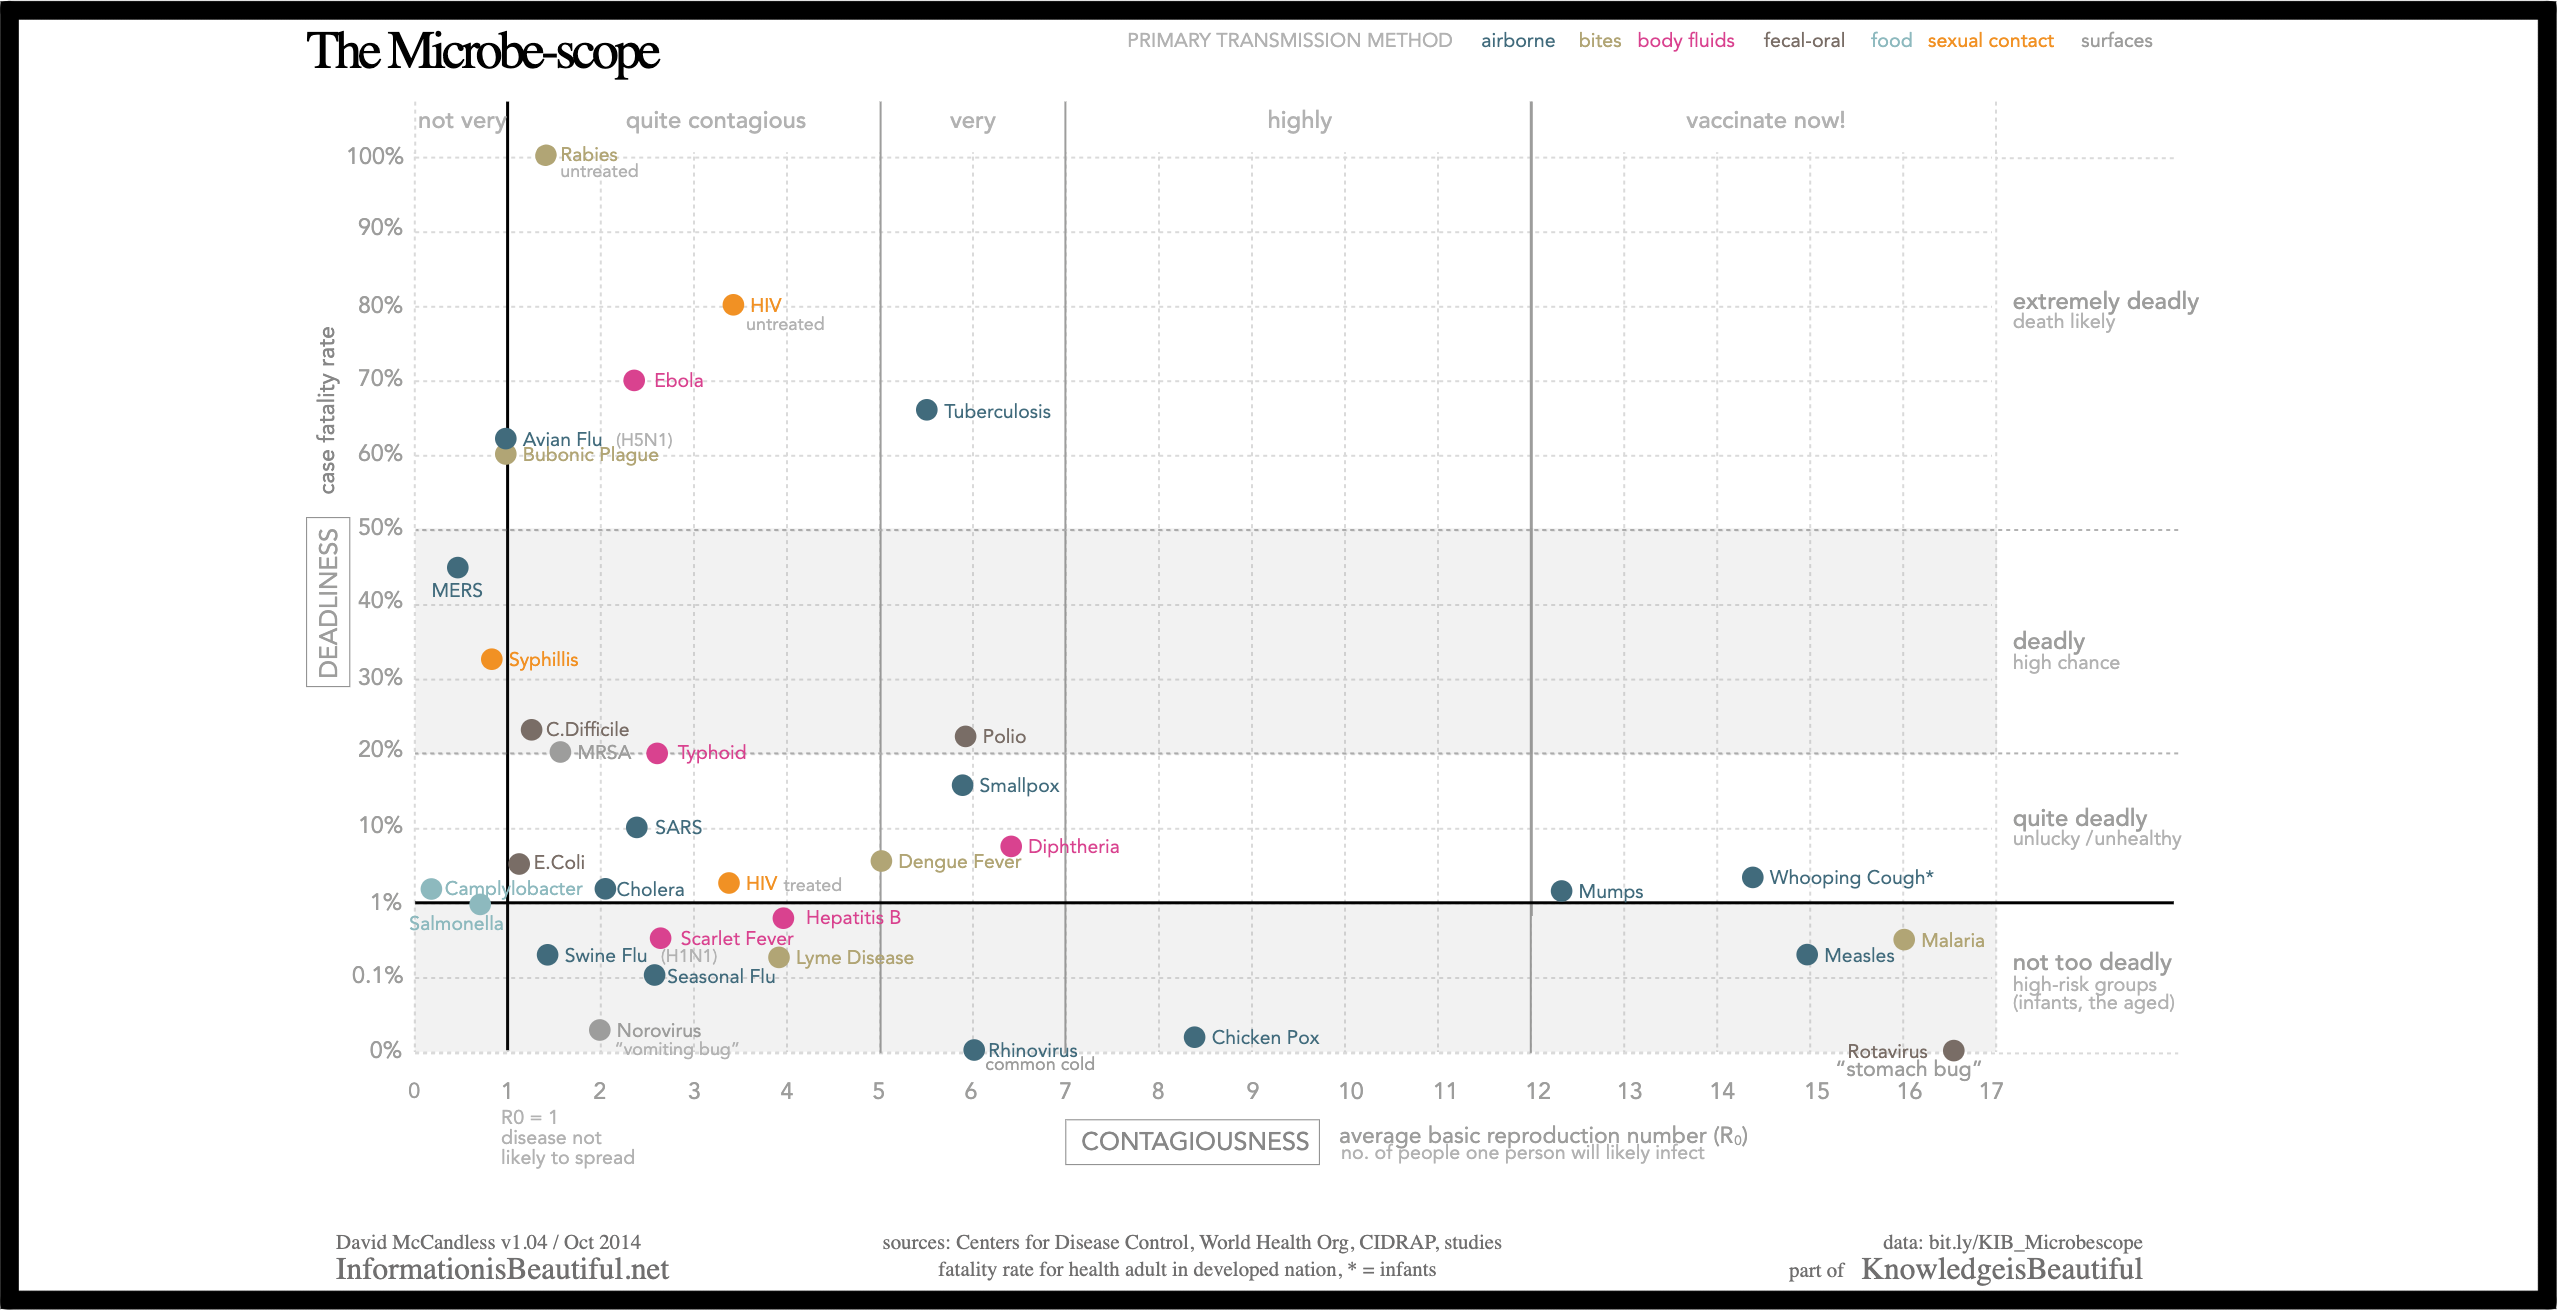 The Microbe-scope
PRIMARY TRANSMISSION METHOD airborne bites body fluids fecal-oral food sexual contact surfaces
not very quite contagious very highly vaccinate now!
100%
Rabies
untreated
90%
80%
HIV
untreated
extremely deadly
death likely
70%
Ebola
Tuberculosis
Avian Flu (H5N1)
60%
Bubonic Plague
case fatality rate
DEADLINESS
50%
MERS
40%
deadly
high chance
Syphillis
30%
C.Difficile
Polio
20%
MRSA
Typhoid
Smallpox
10%
SARS
quite deadly
unlucky /unhealthy
Diphtheria
E.Coli
Dengue Fever
Whooping Cough*
HIV treated
Camplylobacter
Cholera
Mumps
1%
Hepatitis B
Salmonella
Scarlet Fever
Malaria
Swine Flu (H1N1)
Lyme Disease
Measles
not too deadly
high-risk groups
(infants, the aged)
0.1%
Seasonal Flu
Norovirus
“vomiting bug”
Chicken Pox
0%
Rhinovirus
common cold
Rotavirus
“stomach bug“
0 1 2 3 4 5 6 7 8 9 10 11 12 13 14 15 16 17
R0 = 1
disease not
likely to spread
CONTAGIOUSNESS
average basic reproduction number (R₀)
no. of people one person will likely infect
David McCandless v1.04 / Oct 2014
InformationisBeautiful.net
sources: Centers for Disease Control, World Health Org, CIDRAP, studies
fatality rate for health adult in developed nation, * = infants
data: bit.ly/KIB_Microbescope
part of KnowledgeisBeautiful